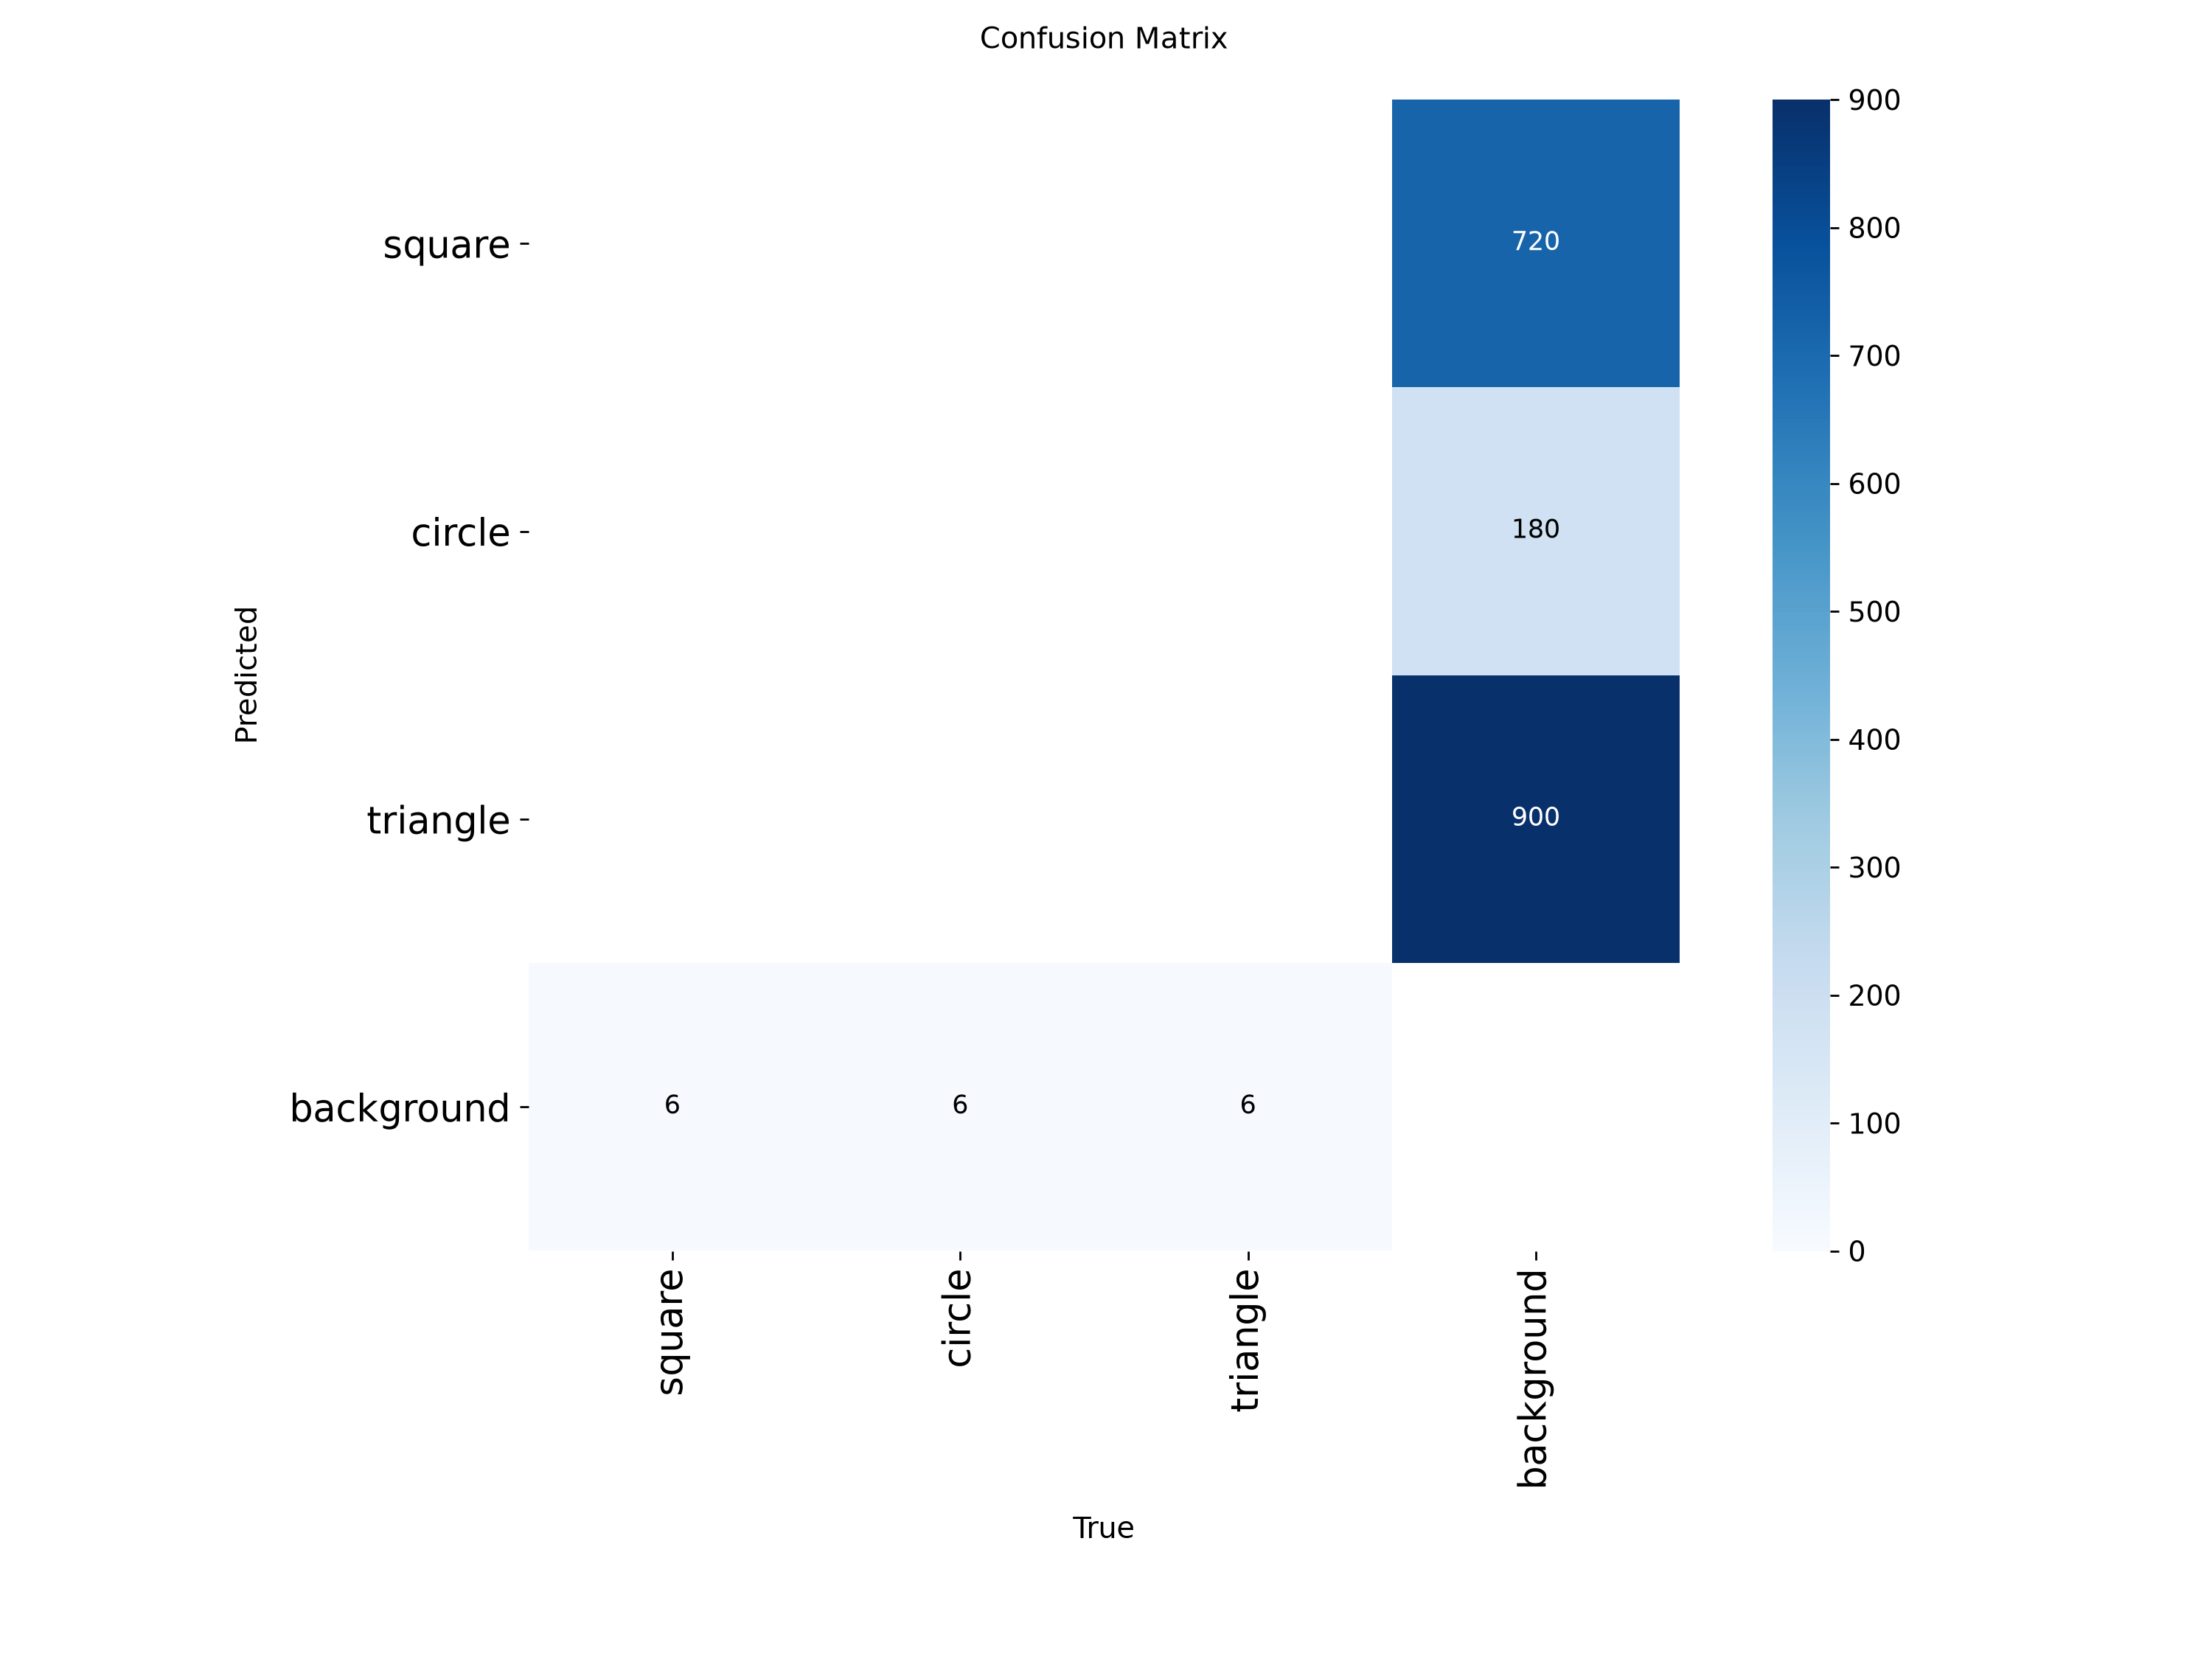 Confusion Matrix
900
800
700
600
500
400
300
200
100
0
square
720
circle
180
Predicted
triangle
900
background
6 6 6
square
circle
triangle
background
True